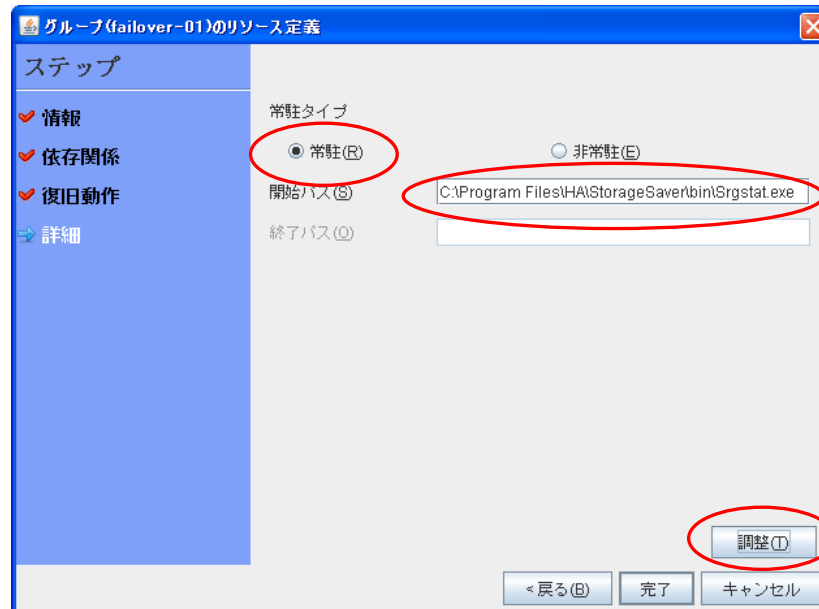 グループ(failover-01)のリソース定義
ステップ
情報
依存関係
復旧動作
詳細
常駐タイプ
常駐(R)
非常駐(E)
開始パス(S)
C:\Program Files\HA\StorageSaver\bin\Srgstat.exe
終了パス(O)
調整(T)
<戻る(B)
完了
キャンセル